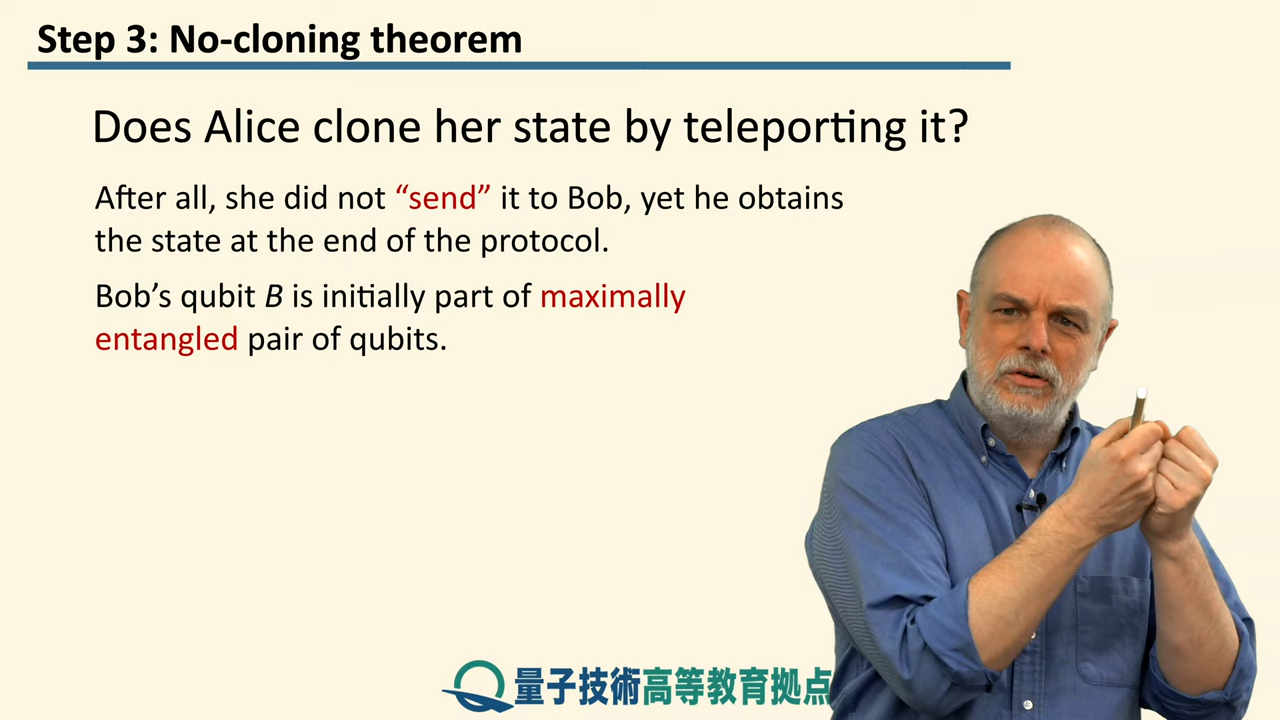 Step 3: No-cloning theorem
Does Alice clone her state by teleporting it?
After all, she did not “send” it to Bob, yet he obtains
the state at the end of the protocol.
Bob’s qubit B is initially part of maximally
entangled pair of qubits.
量子技術高等教育拠点